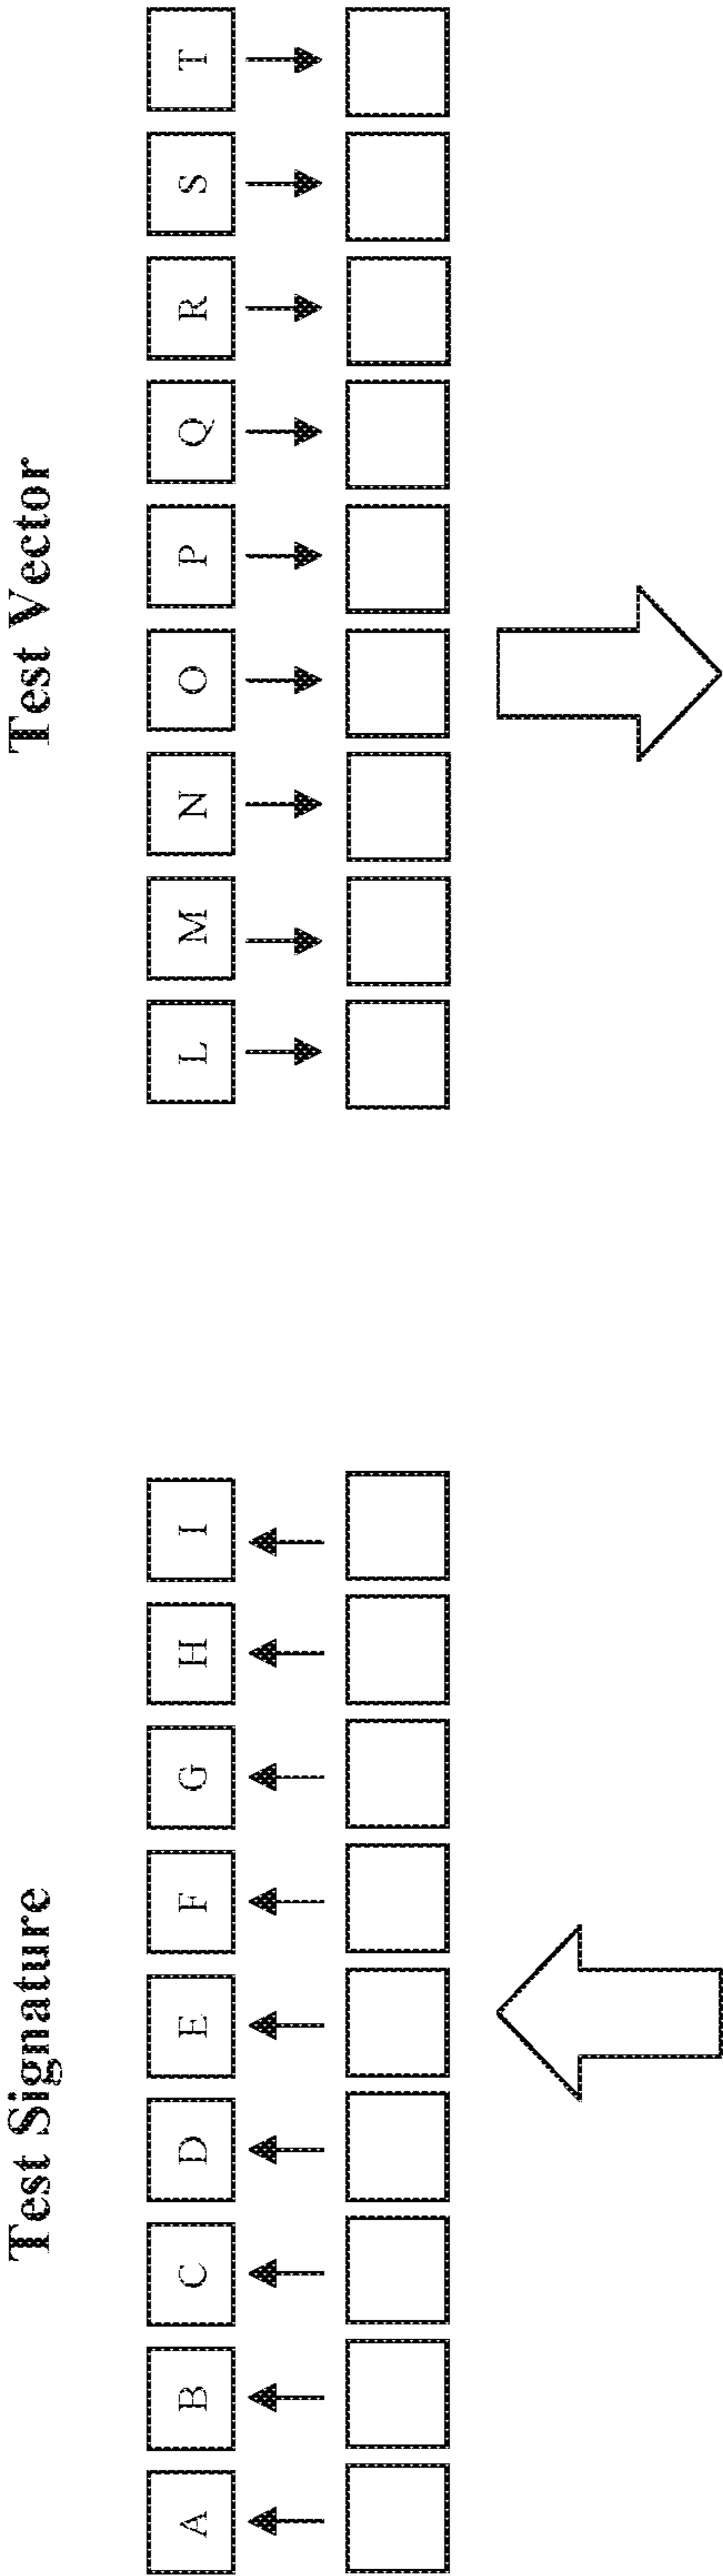 Test Signature
A B C D E F G H I
Test Vector
L M N O P Q R S T